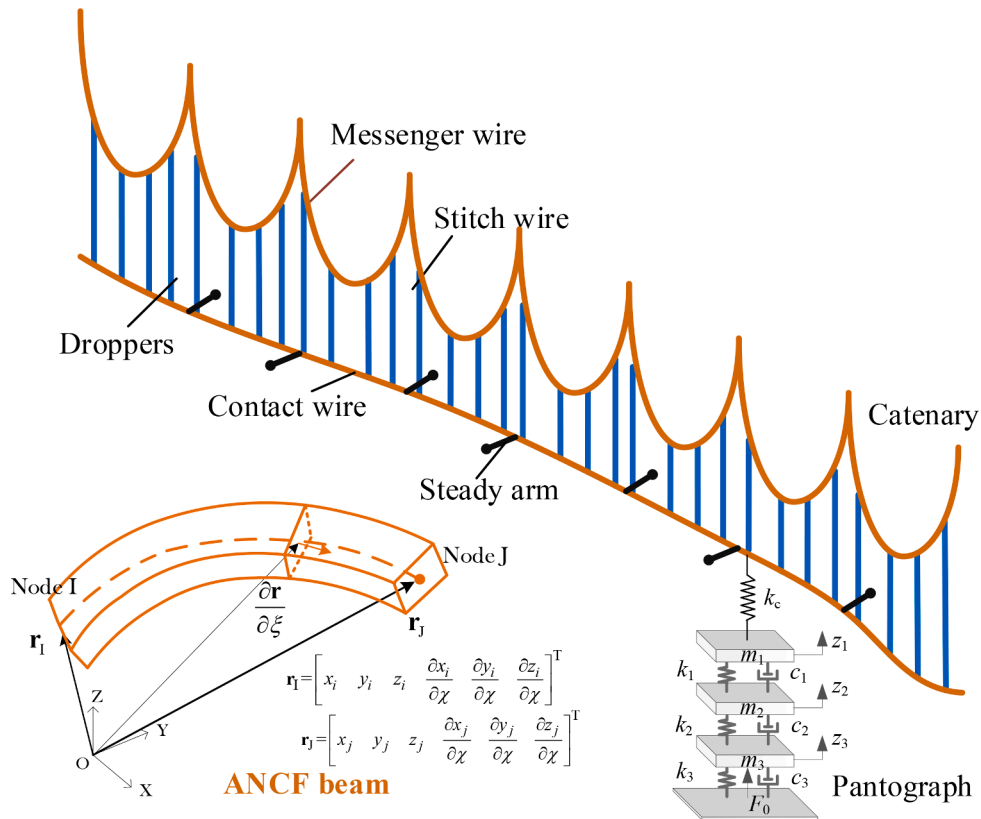 Messenger wire
Stitch wire
Droppers
Contact wire
Catenary
Steady arm
Node I
Node J
∂r/∂ξ
r_I
r_J
k_c
m_1
z_1
k_1
c_1
m_2
z_2
k_2
c_2
m_3
z_3
k_3
c_3
F_0
Pantograph
r_I = [x_i y_i z_i ∂x_i/∂χ ∂y_i/∂χ ∂z_i/∂χ]^T
r_J = [x_j y_j z_j ∂x_j/∂χ ∂y_j/∂χ ∂z_j/∂χ]^T
Z
Y
O
X
ANCF beam